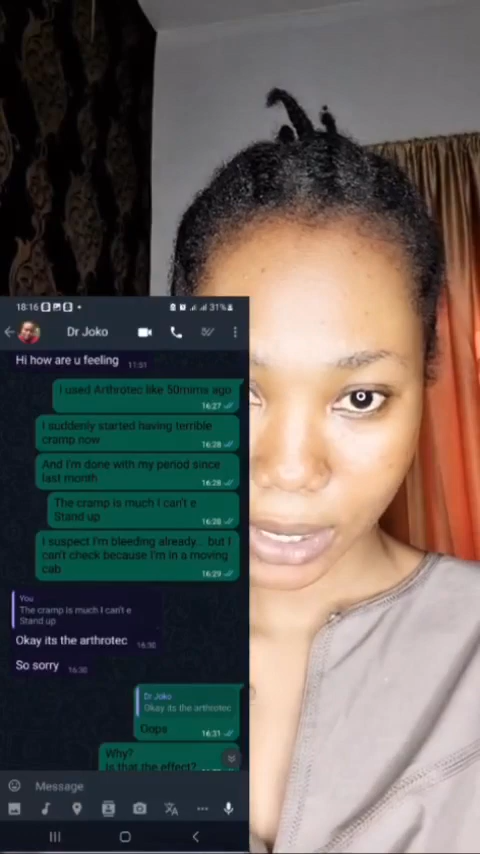 18:16
31%
Dr Joko
Hi how are u feeling
11:51
I used Arthrotec like 50mims ago
16:27
I suddenly started having terrible
cramp now
16:28
And I'm done with my period since
last month
16:28
The cramp is much I can't e
Stand up
16:28
I suspect I'm bleeding already... but I
can't check because I'm in a moving
cab
16:29
You
The cramp is much I can't e
Stand up
Okay its the arthrotec
16:30
So sorry
16:30
Dr Joko
Okay its the arthrotec
Oops
16:31
Why?
Is that the effect?
Message